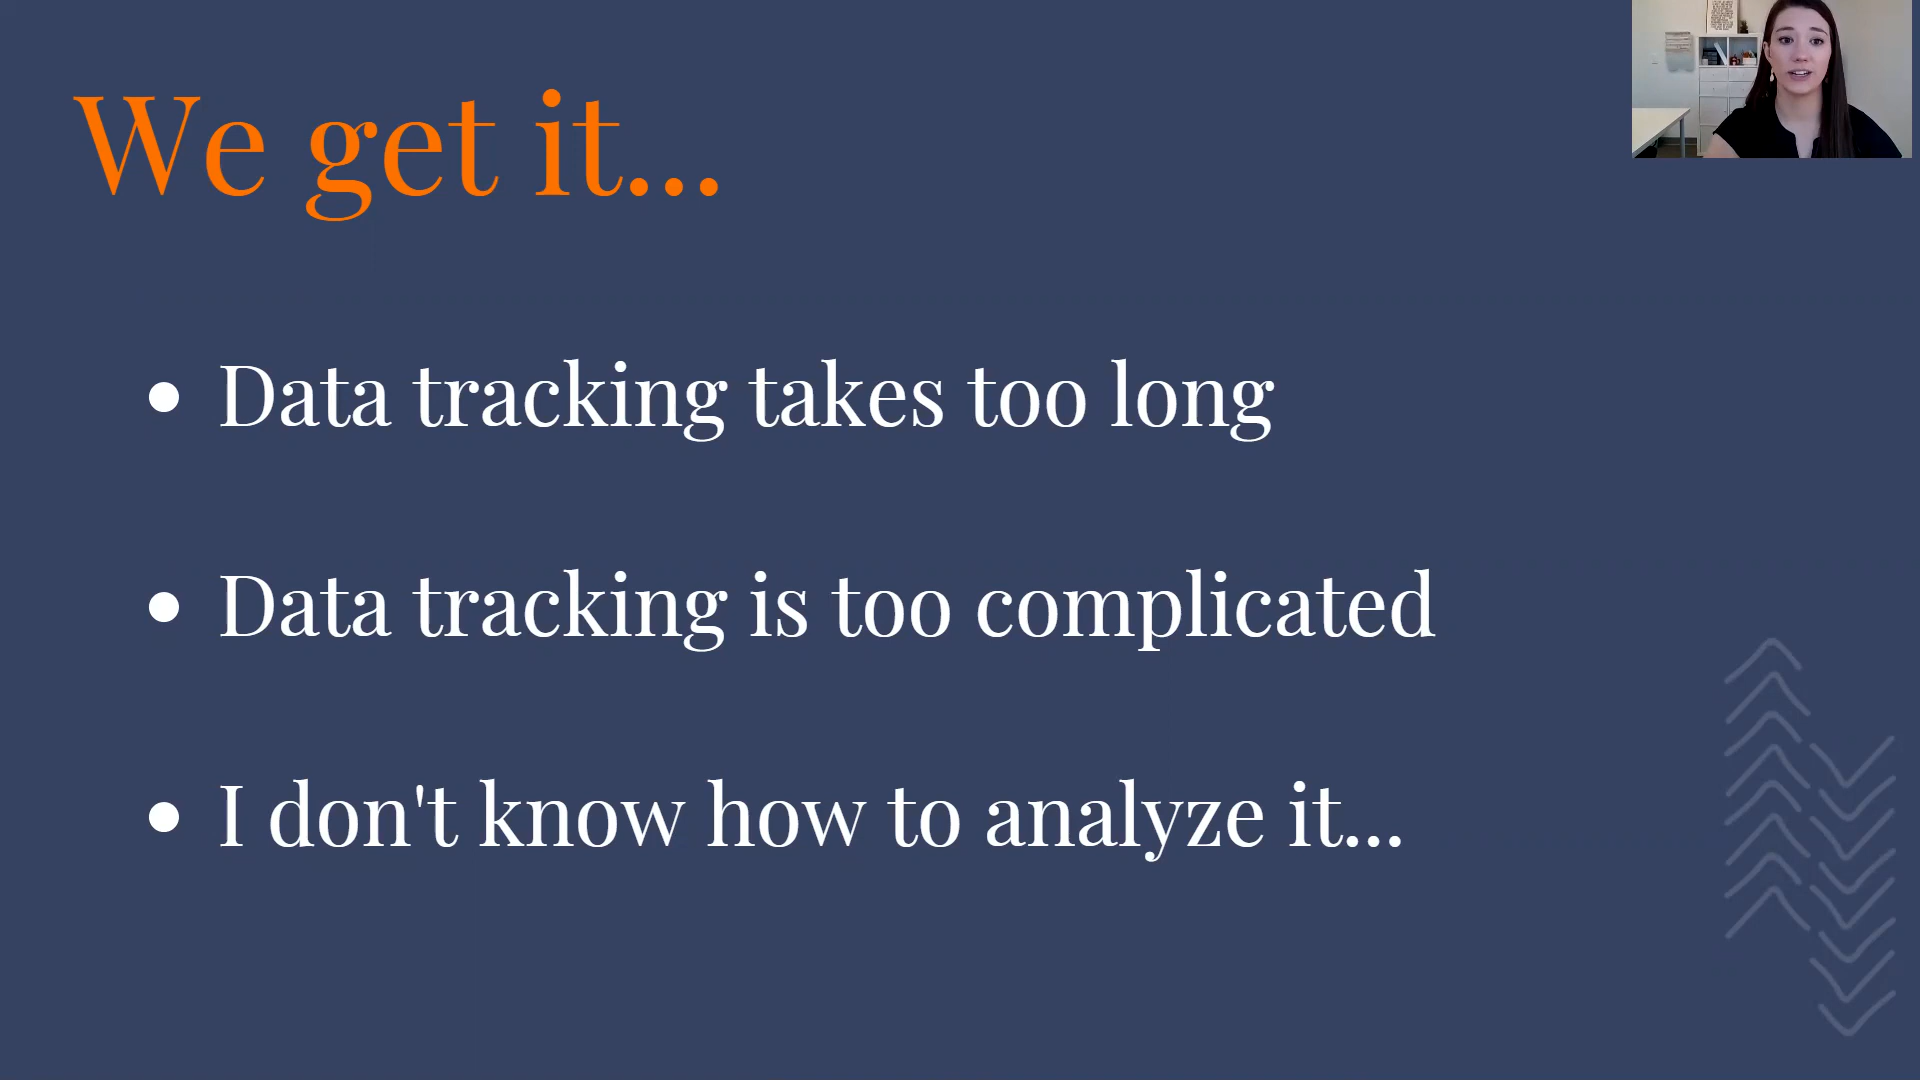 We get it...
• Data tracking takes too long
• Data tracking is too complicated
• I don't know how to analyze it...